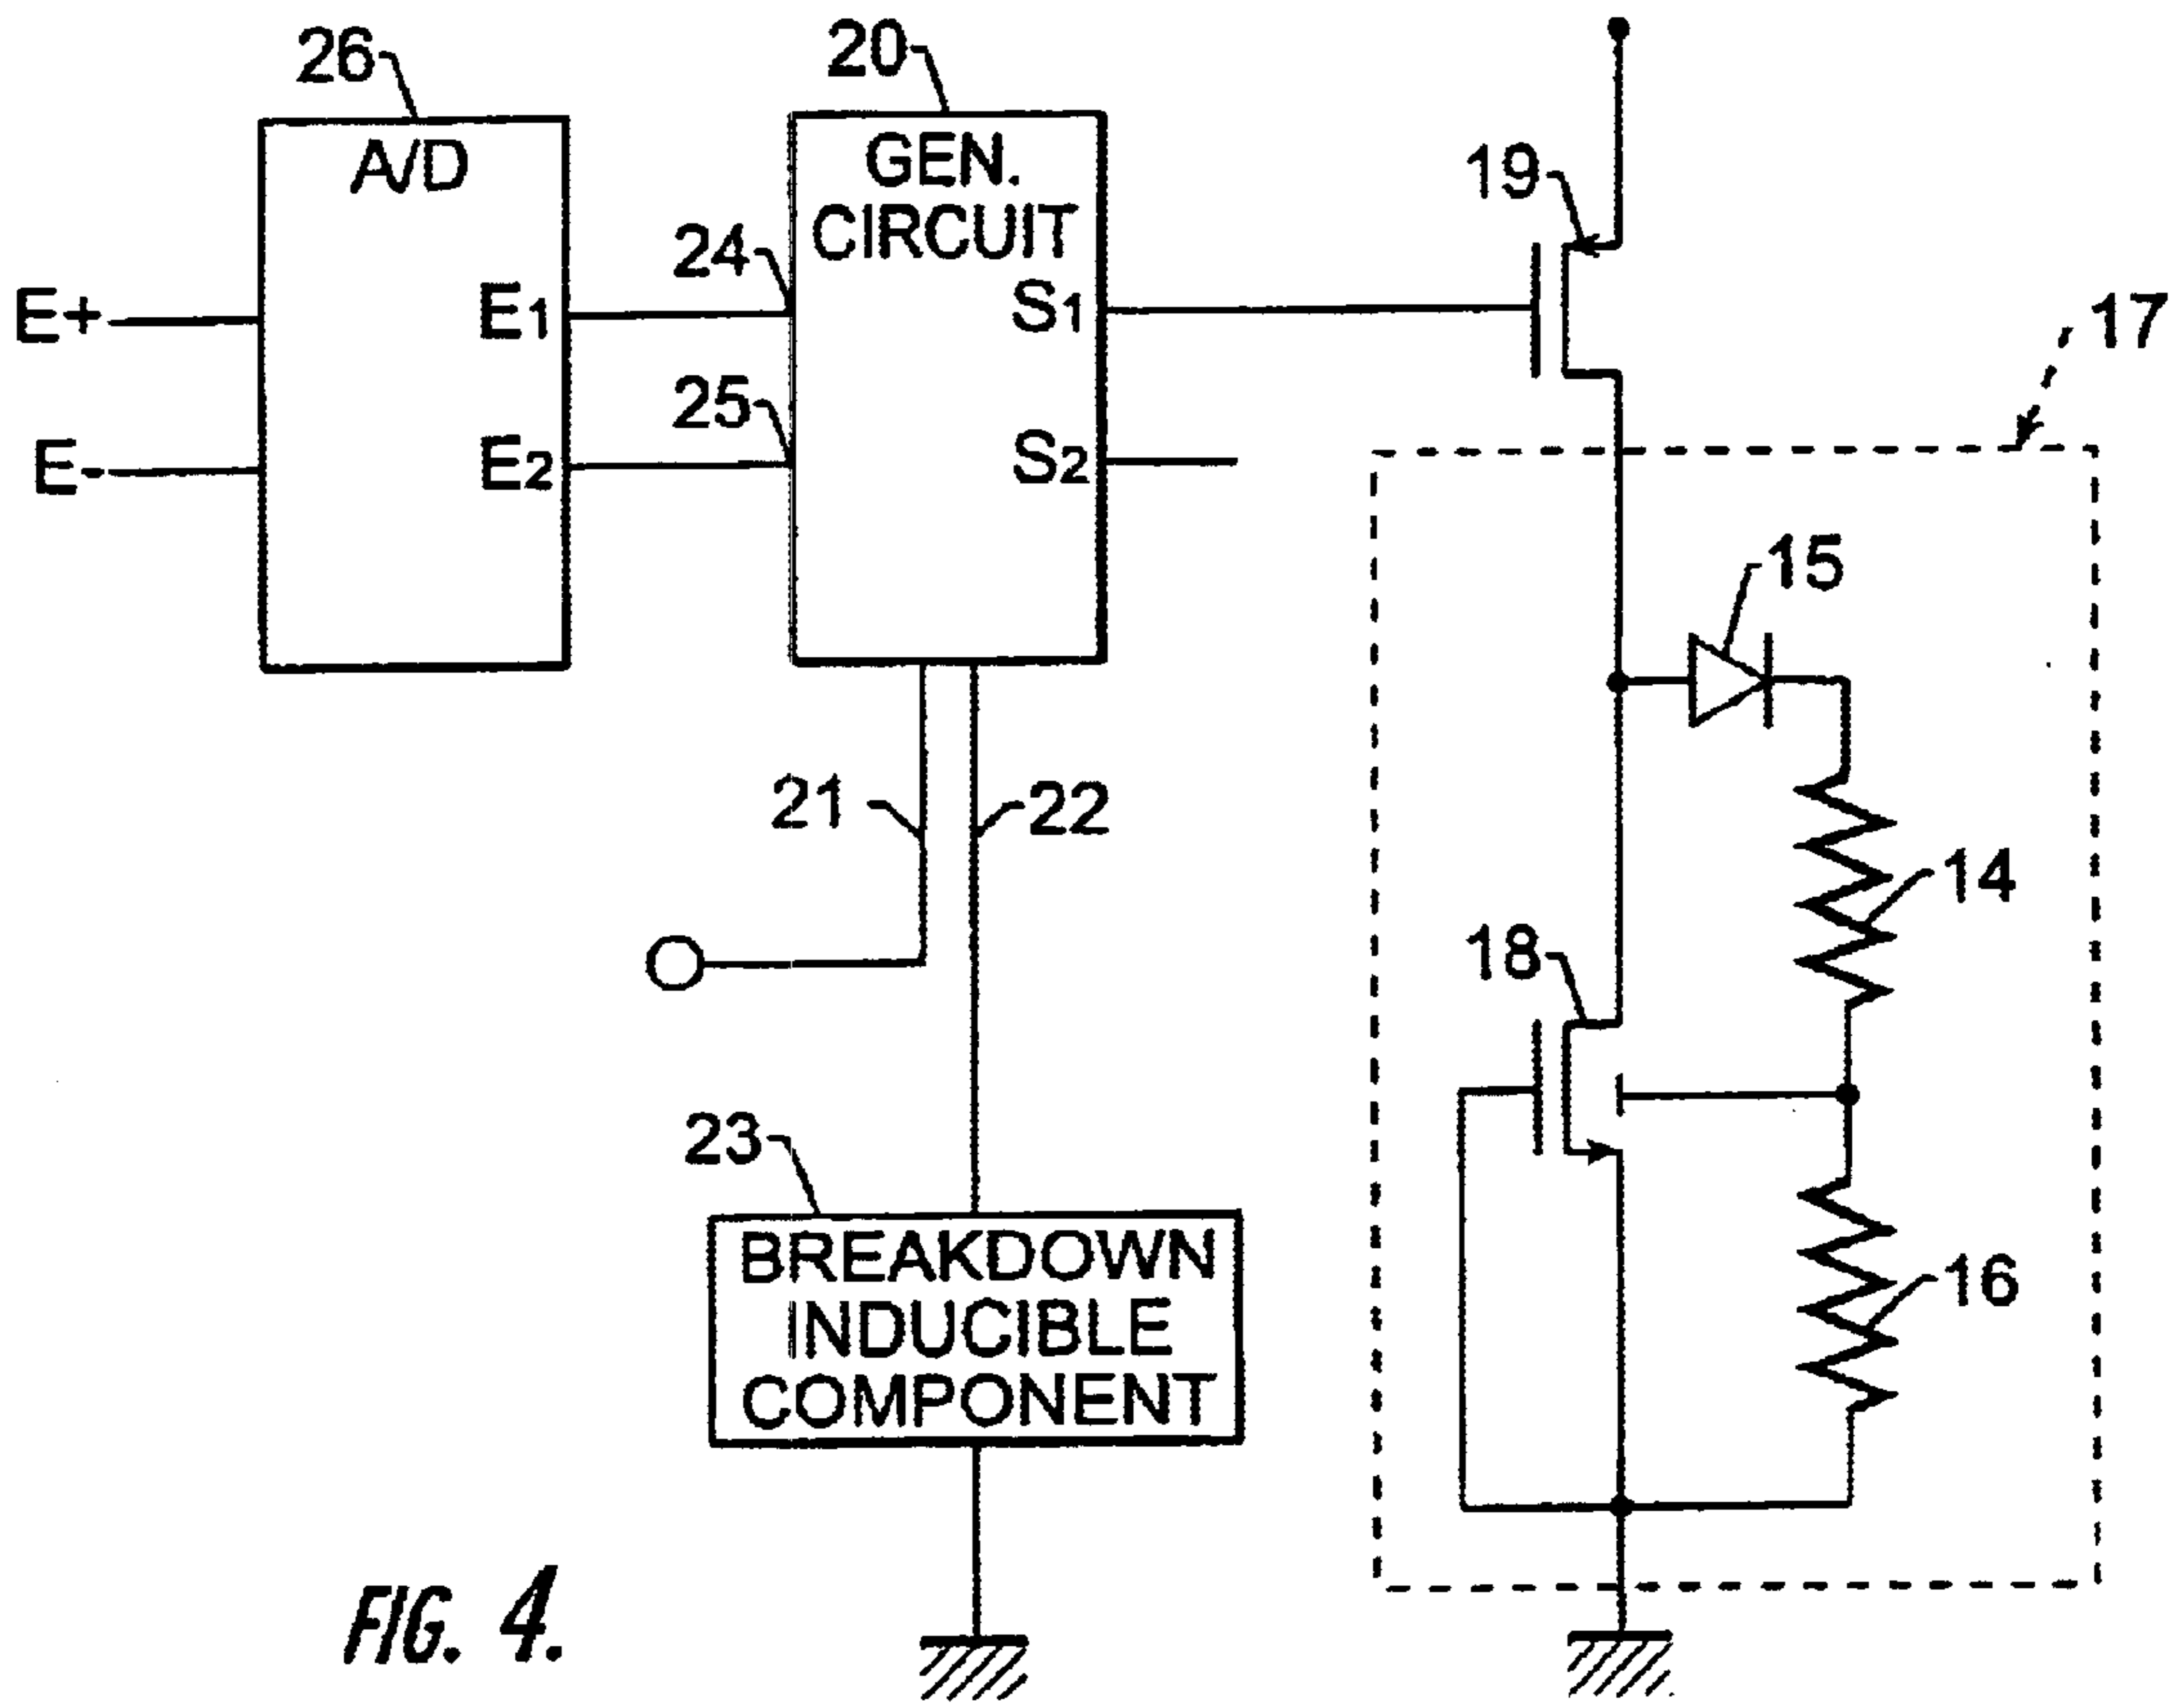 26
20
A/D
GEN.
CIRCUIT
19
24
E+
E1
S1
17
25
E-
E2
S2
15
21
22
14
18
23
BREAKDOWN
INDUCIBLE
COMPONENT
16
FIG. 4.